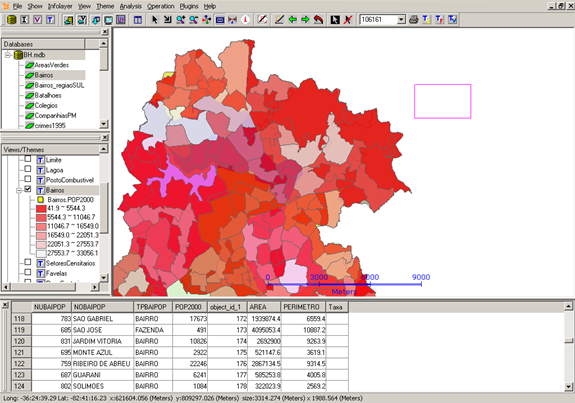 File Show Infolayer View Theme Analysis Operation Plugins Help
106161
Databases
BH.mdb
AreasVerdes
Bairros
Bairros_regiaoSUL
Batalhoes
Colegios
CompanhiasPM
crimes1995
Views/Themes
Limite
Lagoa
PostoCombustivel
Bairros
Bairros.POP2000
41.9 ~ 5544.3
5544.3 ~ 11046.7
11046.7 ~ 16549.0
16549.0 ~ 22051.3
22051.3 ~ 27553.7
27553.7 ~ 33056.1
SetoresCensitarios
Favelas
0 3000 6000 9000
Meters
NUBAIPOP NOBAIPOP TPBAIPOP POP2000 object_id_1 AREA PERIMETRO Taxa
118 783 SAO GABRIEL BAIRRO 17673 172 1939874.4 6559.4
119 685 SAO JOSE FAZENDA 491 173 4095053.4 10887.2
120 831 JARDIM VITORIA BAIRRO 10826 174 2692900 9263.9
121 695 MONTE AZUL BAIRRO 2922 175 521147.6 3619.1
122 759 RIBEIRO DE ABREU BAIRRO 22246 176 2867134.5 9314.5
123 687 GUARANI BAIRRO 6241 177 585253.8 4005.8
124 802 SOLIMOES BAIRRO 1084 178 322023.9 2569.2
Long: -36:24:39.29 Lat: -82:41:16.23 x:621604.056 (Meters) y:809297.026 (Meters) size:3314.274 (Meters) x 1988.564 (Meters)